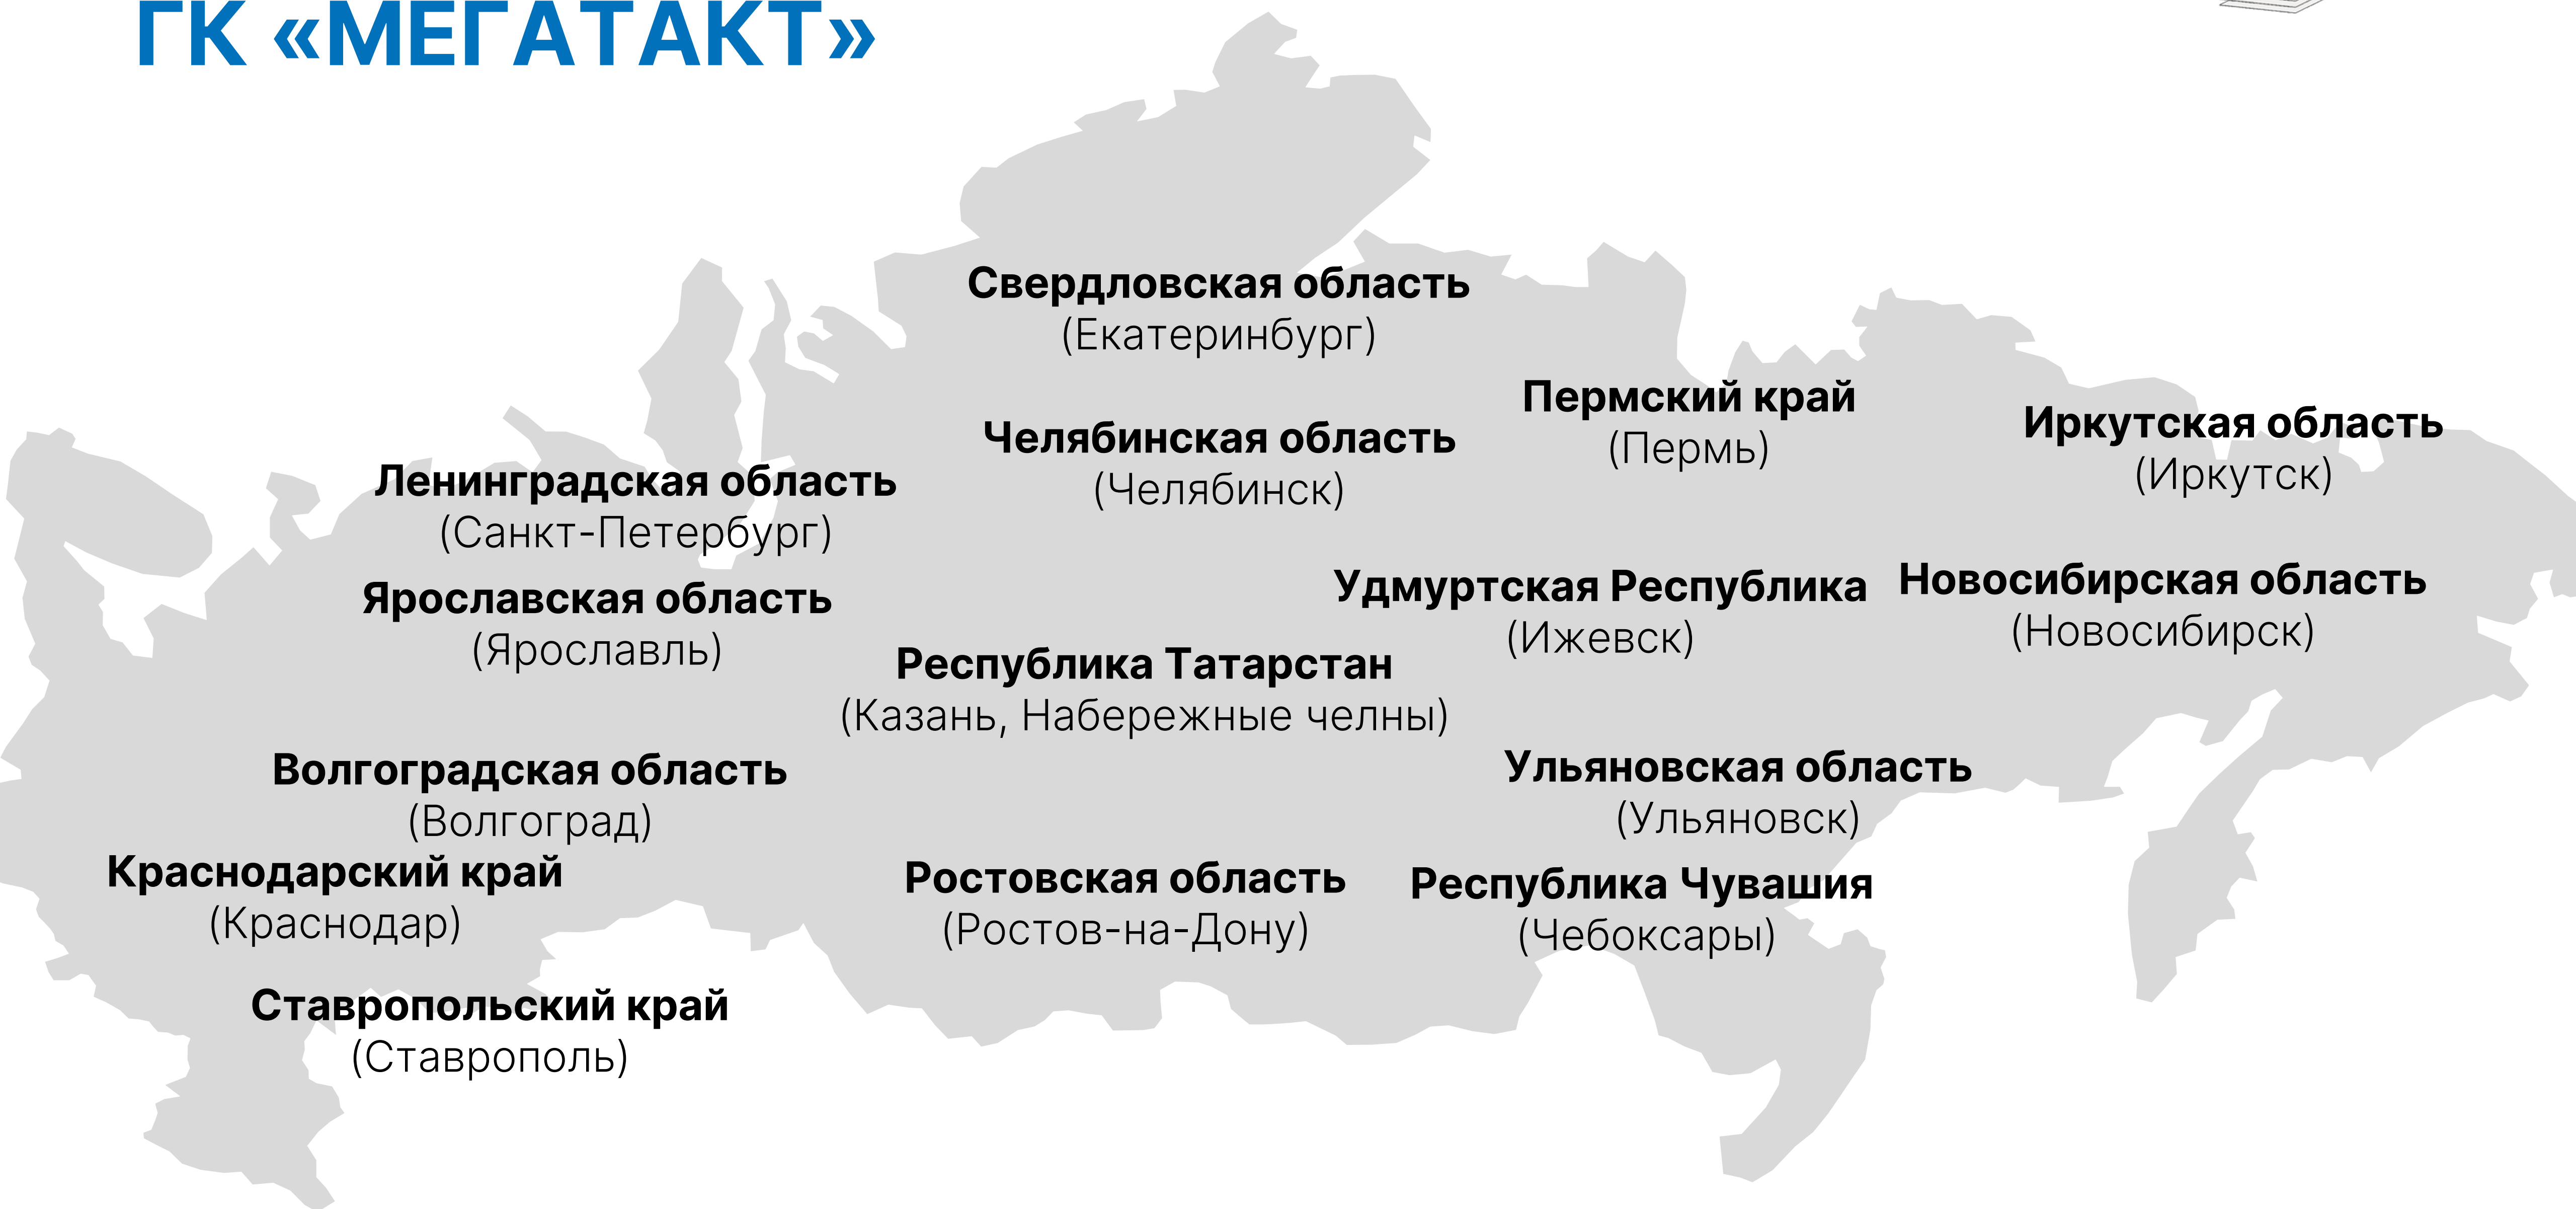 ГК «МЕГАТАКТ»
Свердловская область
(Екатеринбург)
Пермский край
(Пермь)
Иркутская область
(Иркутск)
Челябинская область
(Челябинск)
Ленинградская область
(Санкт-Петербург)
Удмуртская Республика
(Ижевск)
Новосибирская область
(Новосибирск)
Ярославская область
(Ярославль)
Республика Татарстан
(Казань, Набережные челны)
Волгоградская область
(Волгоград)
Ульяновская область
(Ульяновск)
Краснодарский край
(Краснодар)
Ростовская область
(Ростов-на-Дону)
Республика Чувашия
(Чебоксары)
Ставропольский край
(Ставрополь)